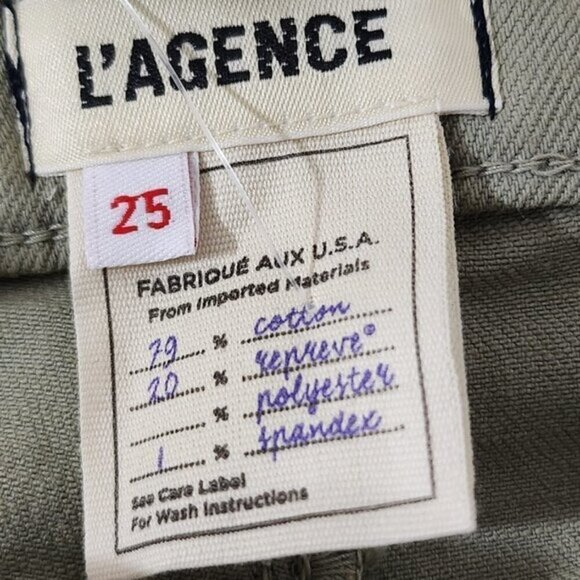 L'AGENCE
25
FABRIQUÉ AUX U.S.A.
From Imported Materials
79 % cotton
20 % repreve®
% polyester
1 % spandex
See Care Label
For Wash Instructions